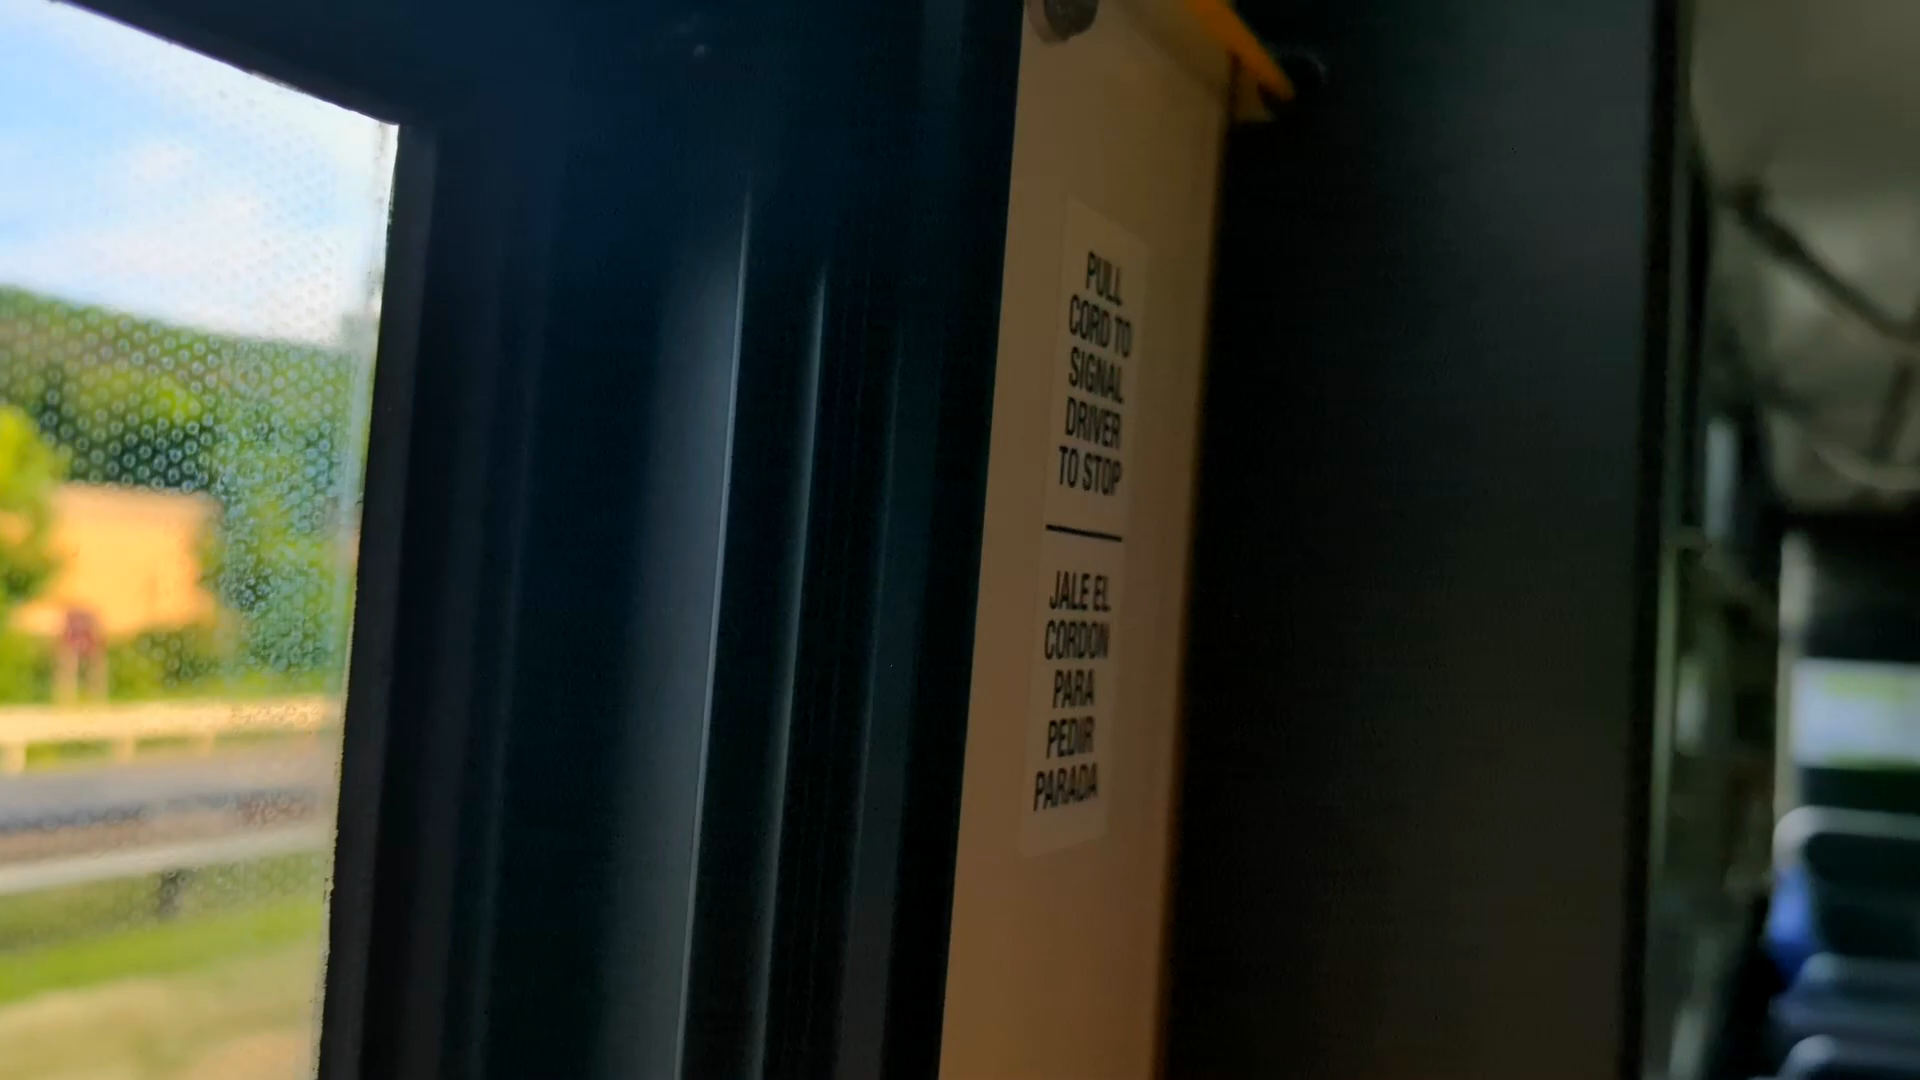 PULL
CORD TO
SIGNAL
DRIVER
TO STOP
JALE EL
CORDON
PARA
PEDIR
PARADA